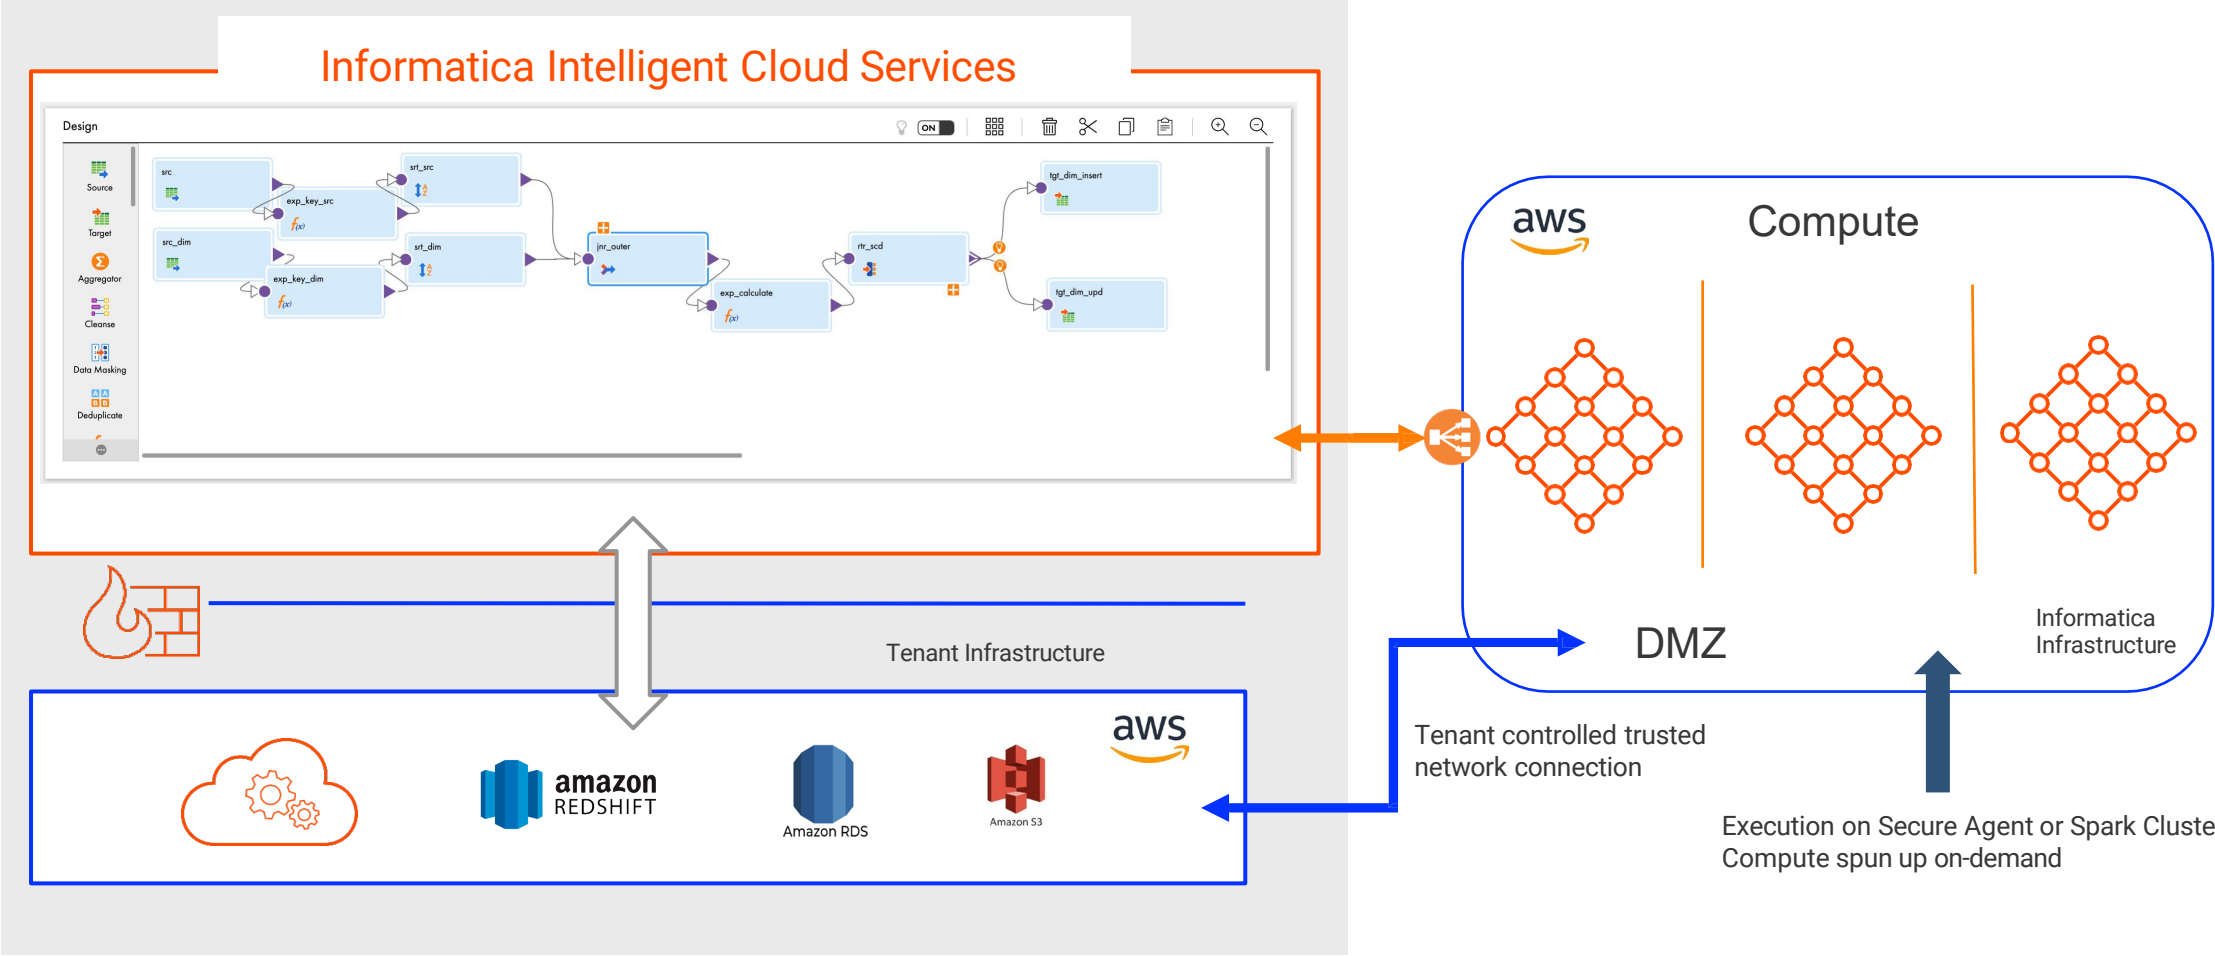 Informatica Intelligent Cloud Services
Design
ON
Source
Target
Aggregator
Cleanse
Data Masking
Deduplicate
src
exp_key_src
f(x)
srt_src
A
Z
src_dim
exp_key_dim
f(x)
srt_dim
A
Z
jnr_outer
exp_calculate
f(x)
rtr_scd
tgt_dim_insert
tgt_dim_upd
aws
Compute
DMZ
Informatica
Infrastructure
Tenant Infrastructure
amazon
REDSHIFT
Amazon RDS
Amazon S3
aws
Tenant controlled trusted
network connection
Execution on Secure Agent or Spark Cluste
Compute spun up on-demand